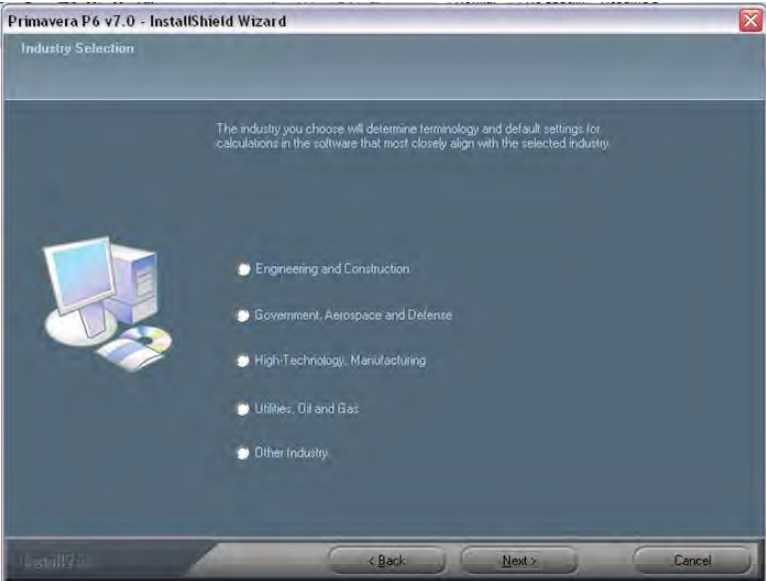 Primavera P6 v7.0 - InstallShield Wizard
Industry Selection
The industry you choose will determine terminology and default settings for
calculations in the software that most closely align with the selected industry.
Engineering and Construction
Government, Aerospace and Defense
High-Technology, Manufacturing
Utilities, Oil and Gas
Other Industry
< Back
Next >
Cancel